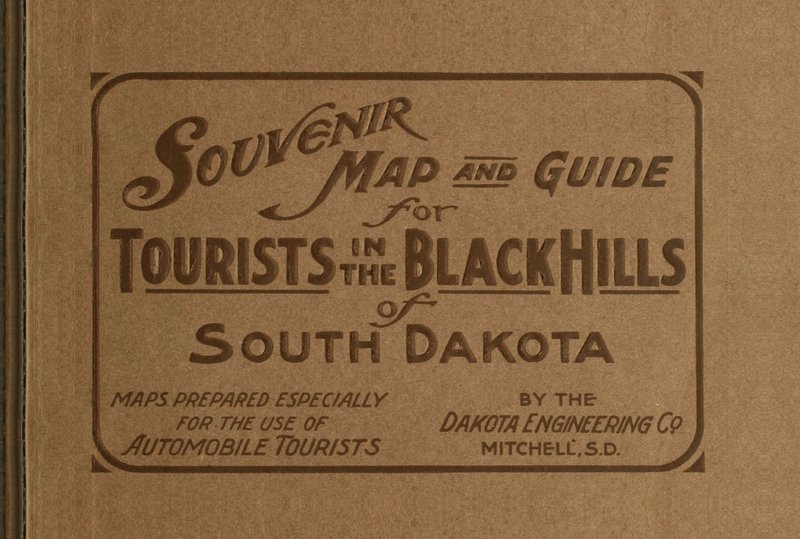 SOUVENIR
MAP AND GUIDE
for
TOURISTS IN THE BLACK HILLS
of
SOUTH DAKOTA
MAPS PREPARED ESPECIALLY
FOR THE USE OF
AUTOMOBILE TOURISTS
BY THE
DAKOTA ENGINEERING CO
MITCHELL, S.D.